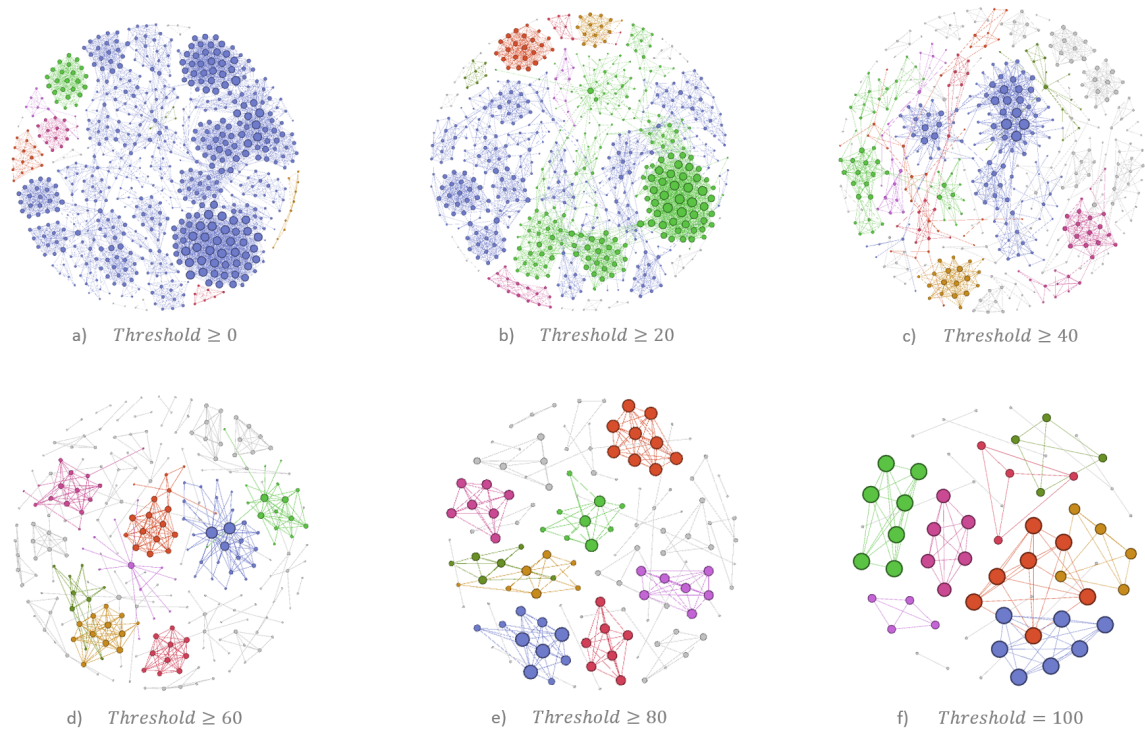 a) Threshold ≥ 0
b) Threshold ≥ 20
c) Threshold ≥ 40
d) Threshold ≥ 60
e) Threshold ≥ 80
f) Threshold = 100